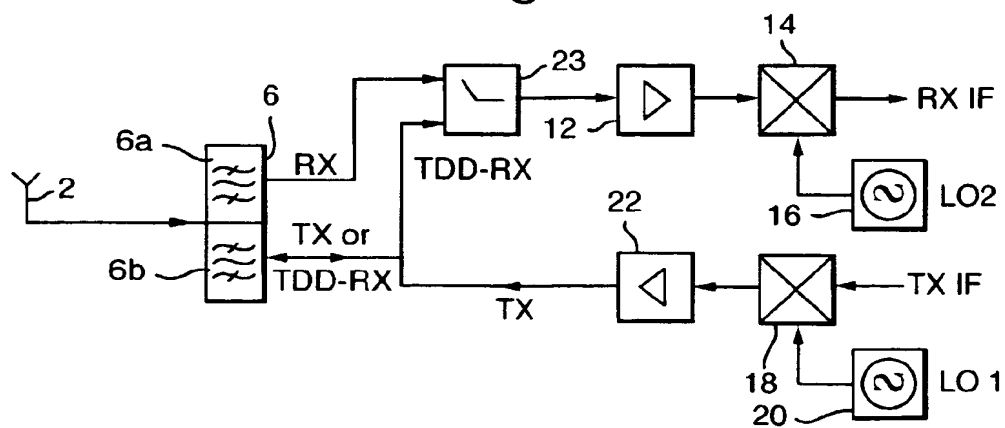 14
23
6
6a
RX
12
RX IF
2
TDD-RX
16
LO2
22
6b
TX or
TDD-RX
TX
TX IF
18
LO 1
20